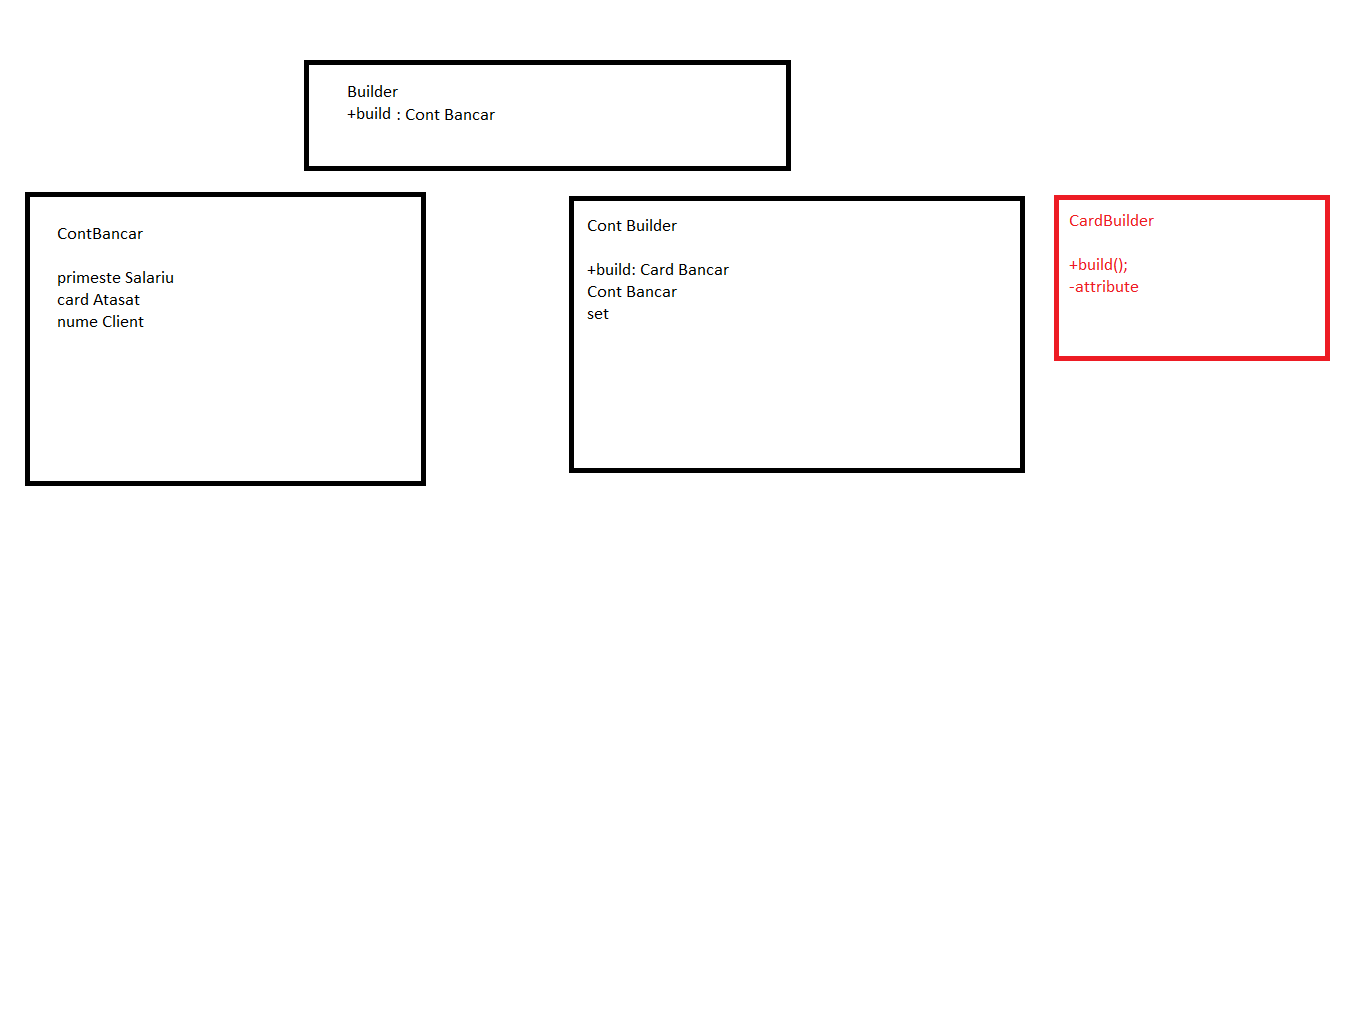 Builder
+build : Cont Bancar
ContBancar
primeste Salariu
card Atasat
nume Client
Cont Builder
+build: Card Bancar
Cont Bancar
set
CardBuilder
+build();
-attribute